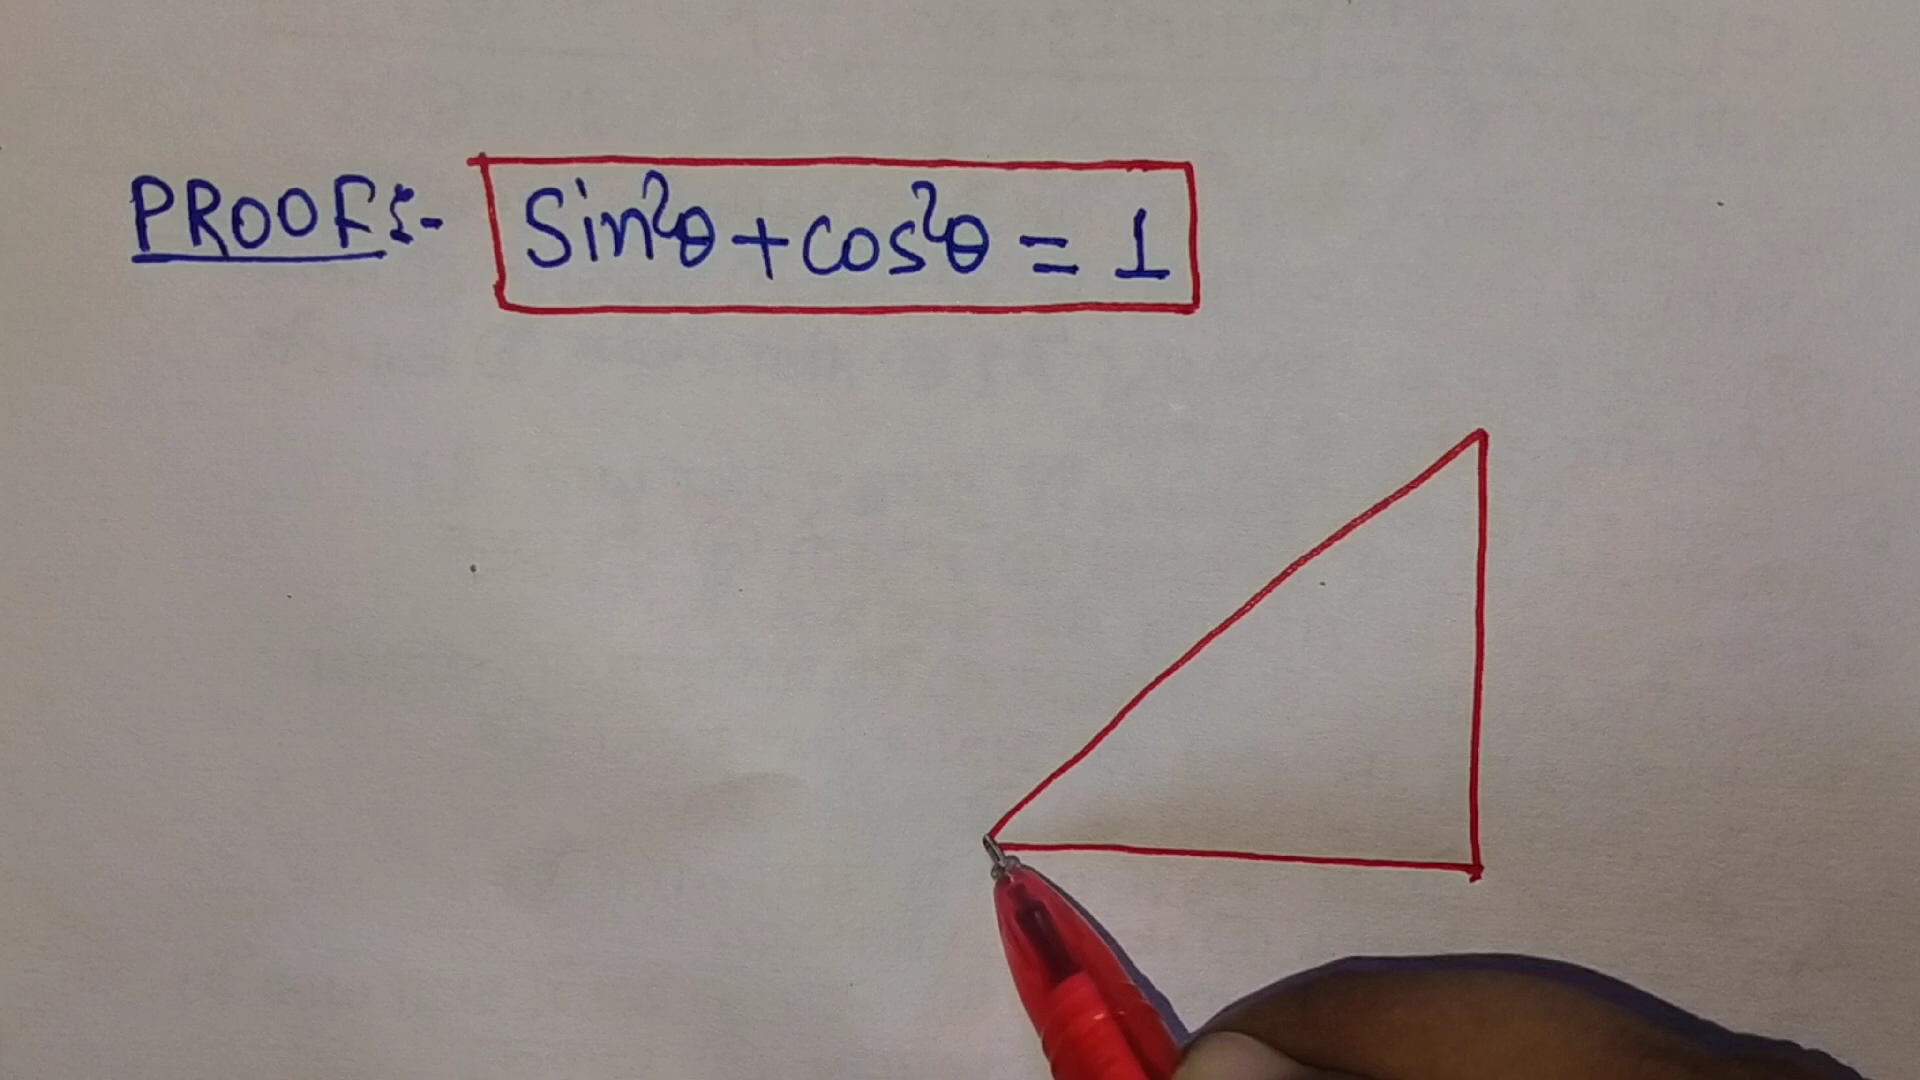 PROOF:- Sin²θ + cos²θ = 1